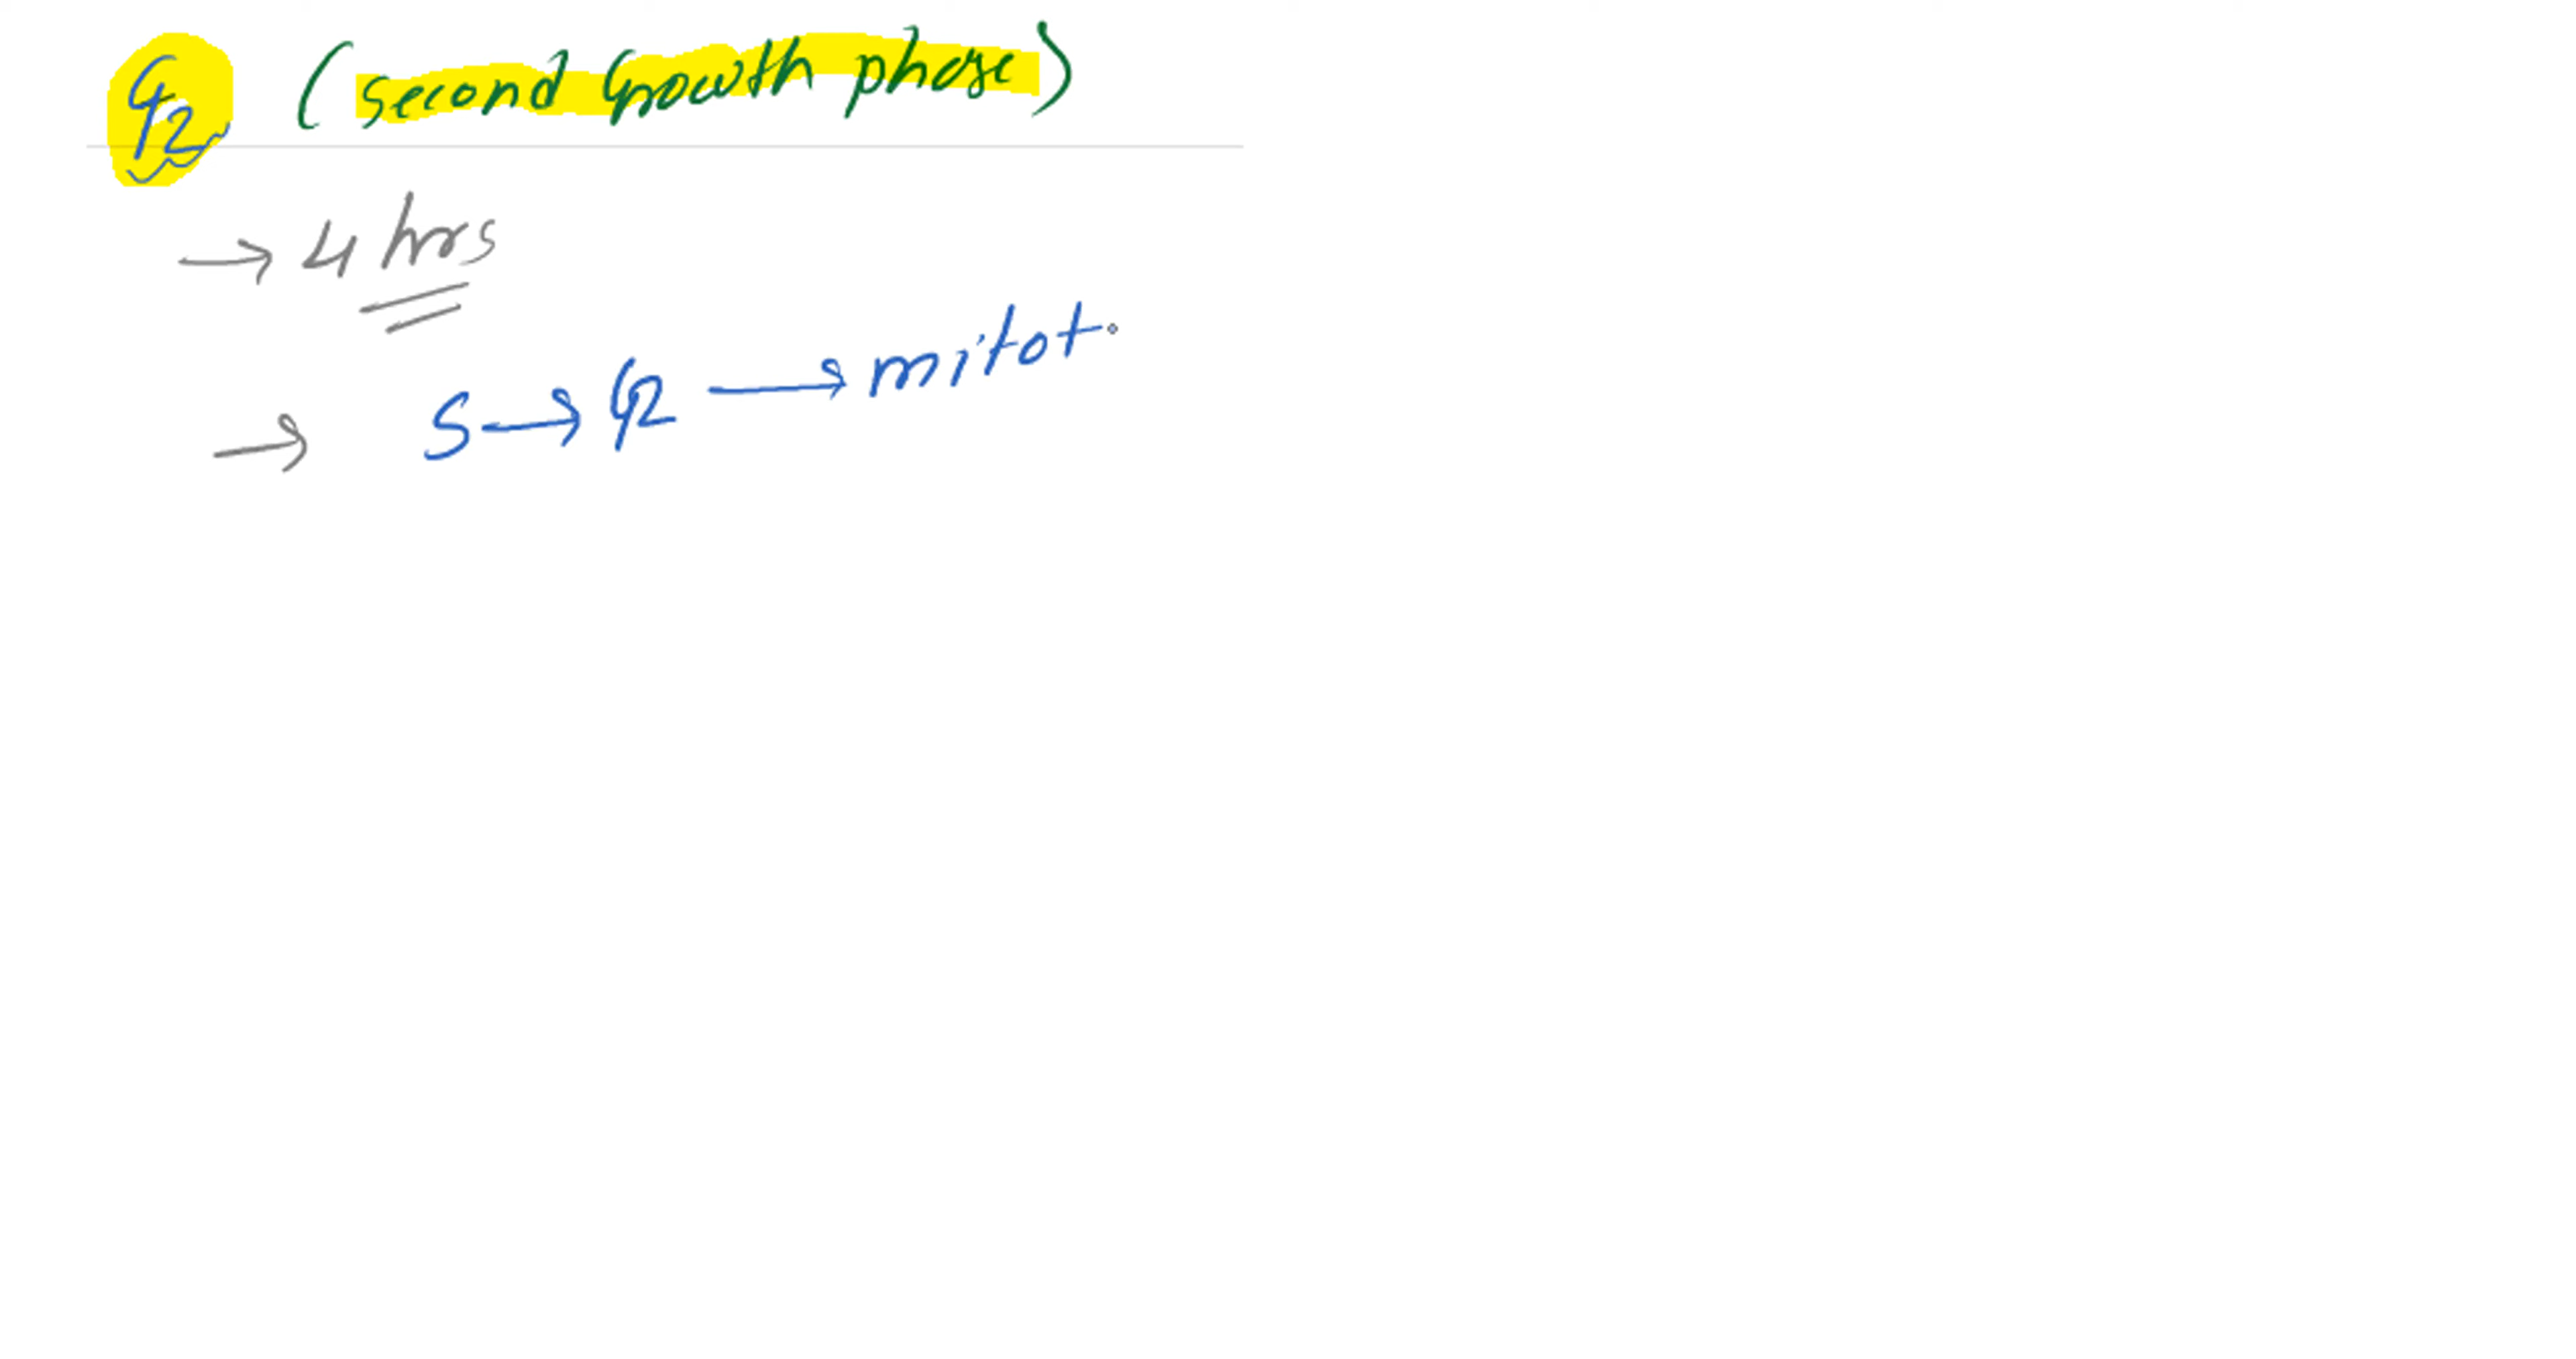 G2 (second Growth phase)
→ 4 hrs
→ S → G2 → mitot